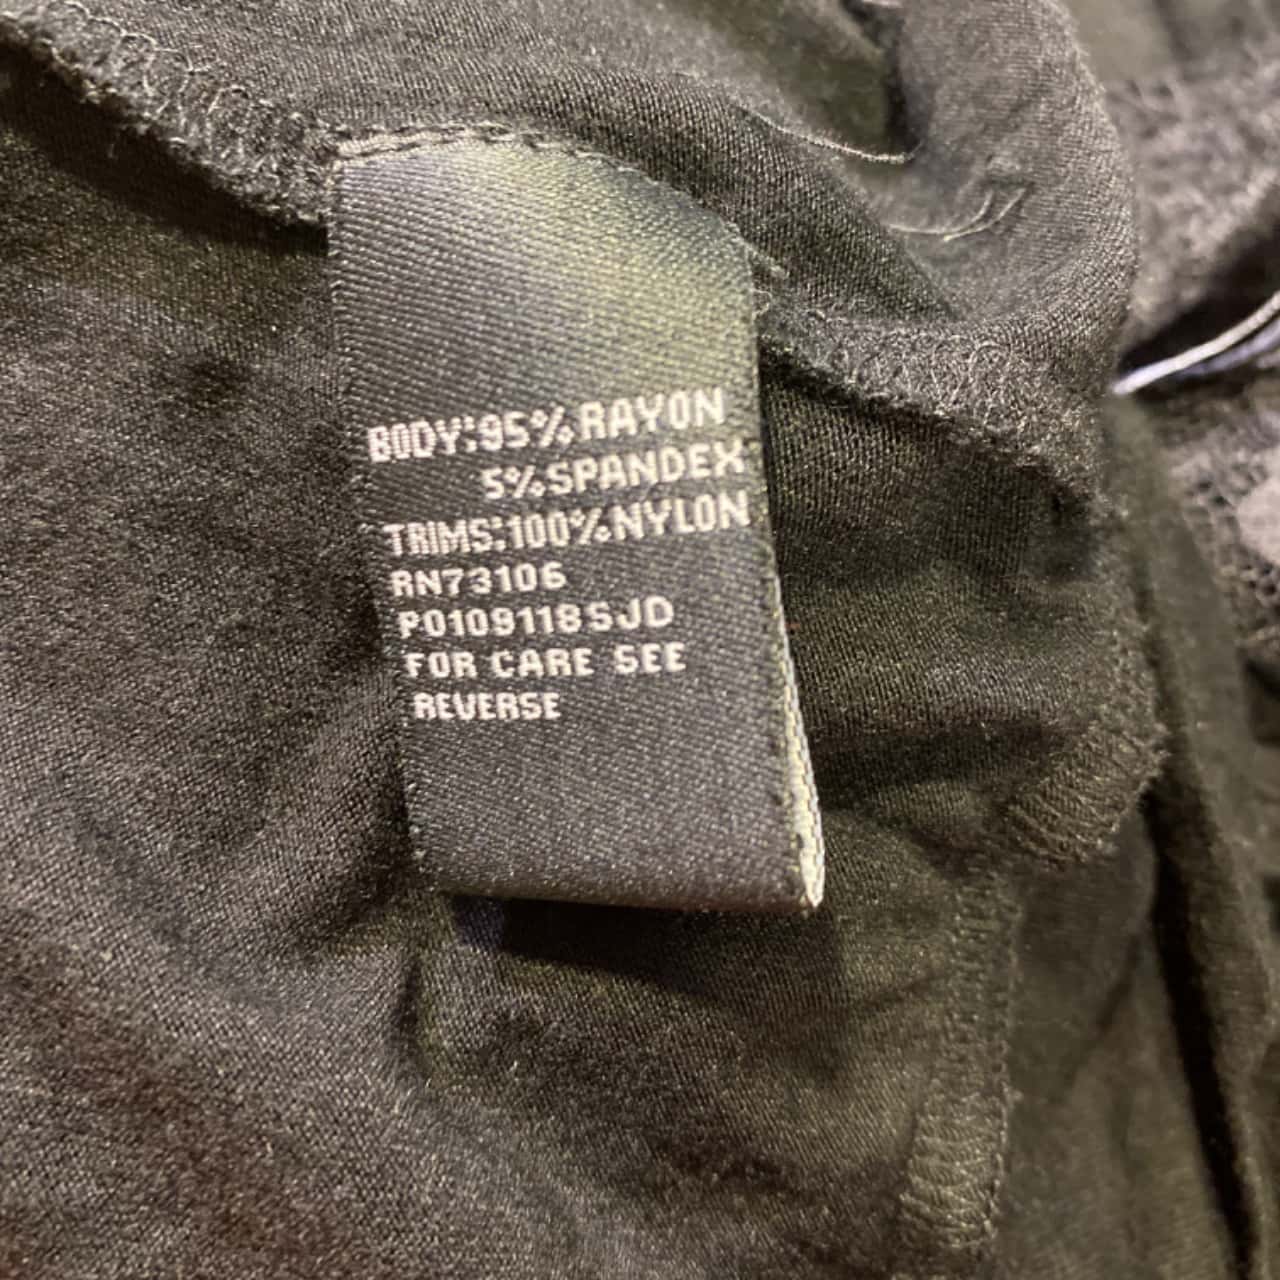 BODY:95%RAYON
5%SPANDEX
TRIMS:100%NYLON
RN73106
P0109118SJD
FOR CARE SEE
REVERSE